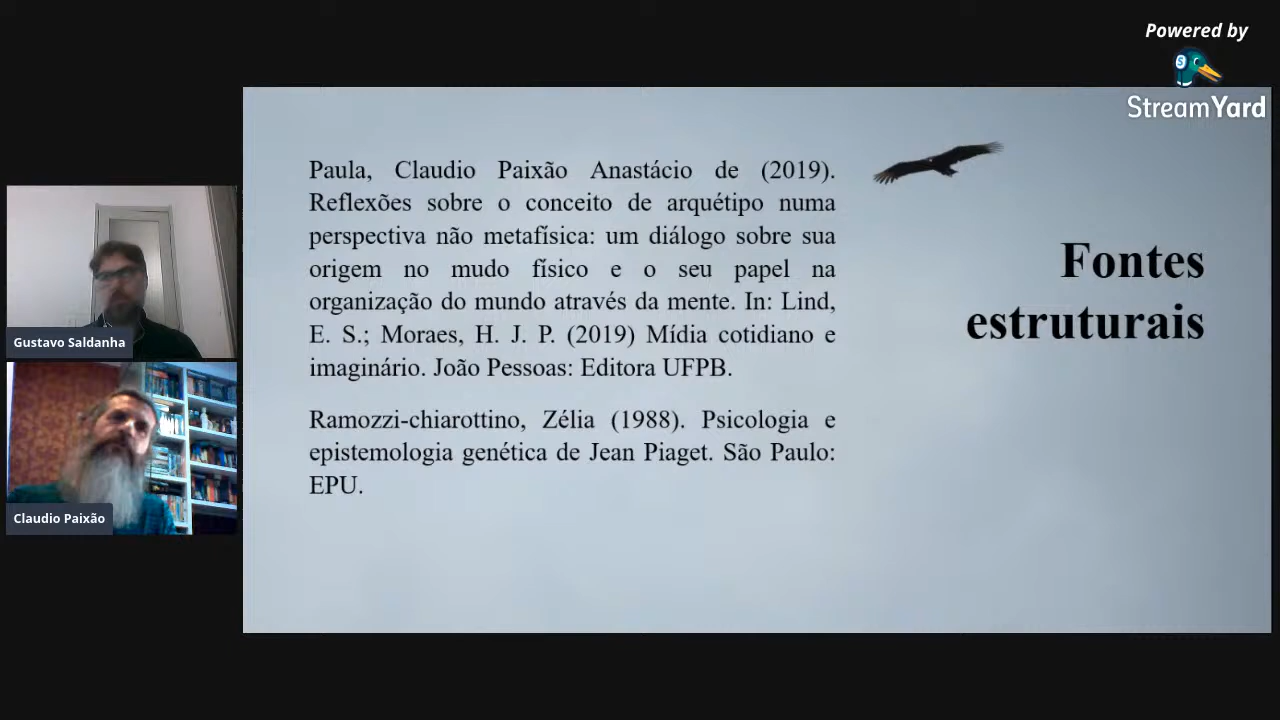 Powered by
StreamYard
Paula, Claudio Paixão Anastácio de (2019).
Reflexões sobre o conceito de arquétipo numa
perspectiva não metafísica: um diálogo sobre sua
origem no mudo físico e o seu papel na
organização do mundo através da mente. In: Lind,
E. S.; Moraes, H. J. P. (2019) Mídia cotidiano e
imaginário. João Pessoas: Editora UFPB.
Ramozzi-chiarottino, Zélia (1988). Psicologia e
epistemologia genética de Jean Piaget. São Paulo:
EPU.
Fontes
estruturais
Gustavo Saldanha
Claudio Paixão